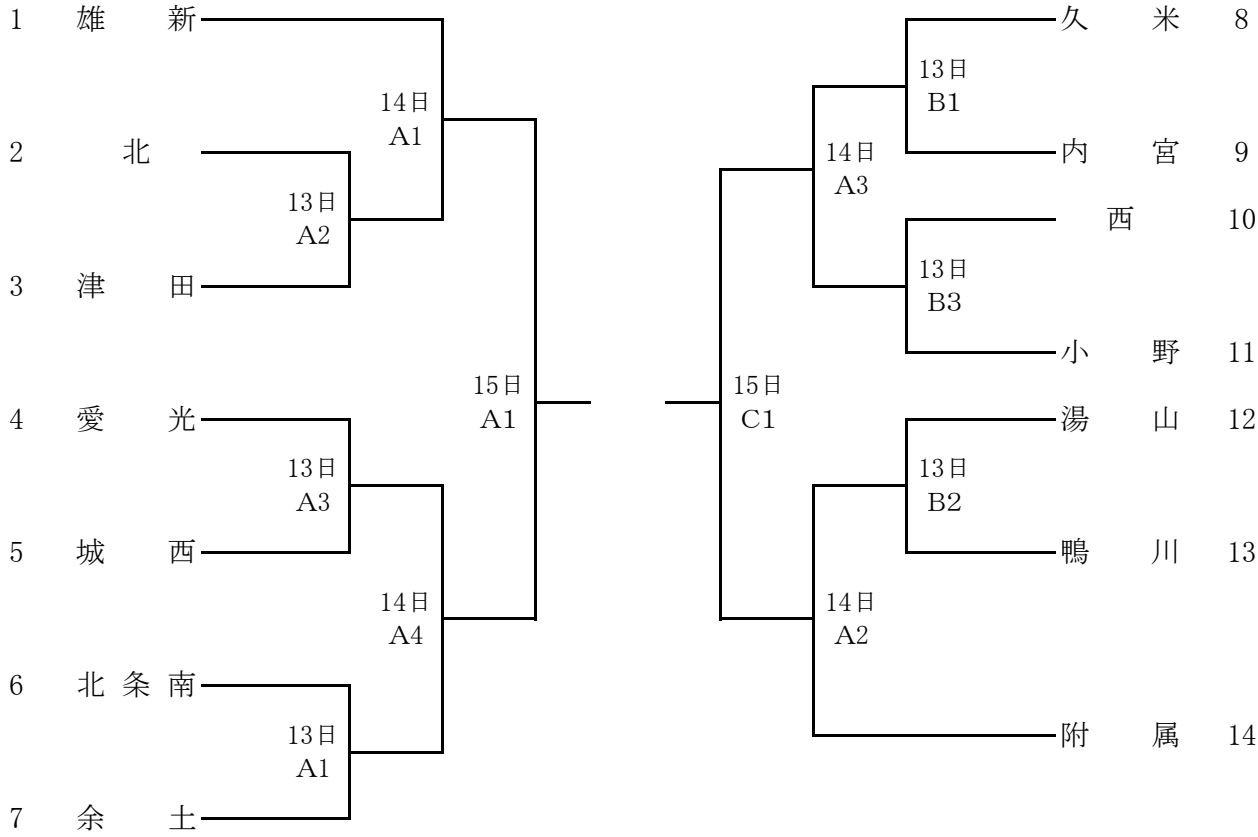 1 雄新
14日
A1
2 北
13日
A2
3 津田
15日
A1
4 愛光
13日
A3
5 城西
14日
A4
6 北条南
13日
A1
7 余土
久米 8
13日
B1
14日
A3
内宮 9
西 10
13日
B3
小野 11
15日
C1
湯山 12
13日
B2
鴨川 13
14日
A2
附属 14